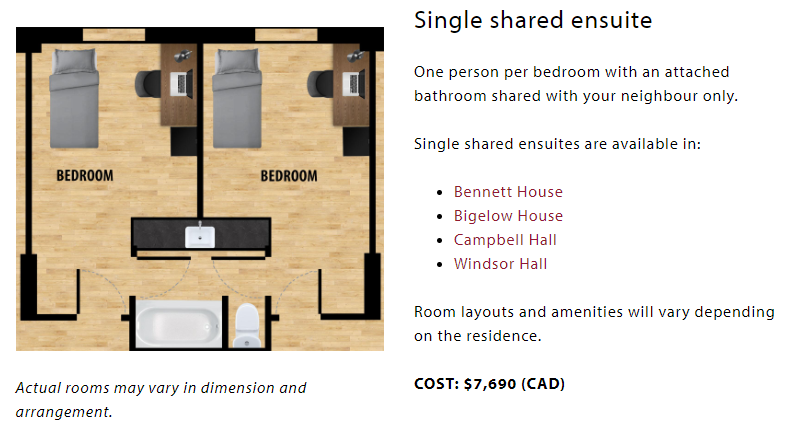 Single shared ensuite
One person per bedroom with an attached
bathroom shared with your neighbour only.
Single shared ensuites are available in:
Bennett House
Bigelow House
Campbell Hall
Windsor Hall
Room layouts and amenities will vary depending
on the residence.
COST: $7,690 (CAD)
BEDROOM
BEDROOM
Actual rooms may vary in dimension and
arrangement.